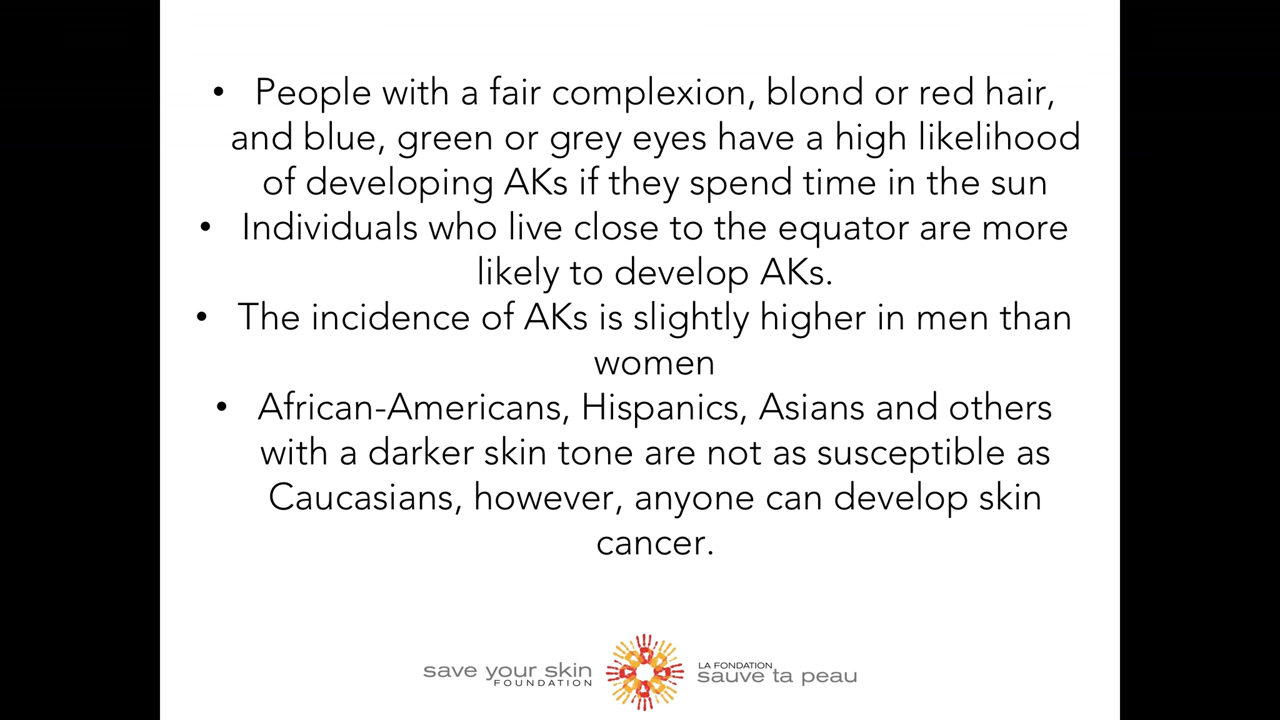 • People with a fair complexion, blond or red hair,
and blue, green or grey eyes have a high likelihood
of developing AKs if they spend time in the sun
• Individuals who live close to the equator are more
likely to develop AKs.
• The incidence of AKs is slightly higher in men than
women
• African-Americans, Hispanics, Asians and others
with a darker skin tone are not as susceptible as
Caucasians, however, anyone can develop skin
cancer.
save your skin
FOUNDATION
LA FONDATION
sauve ta peau